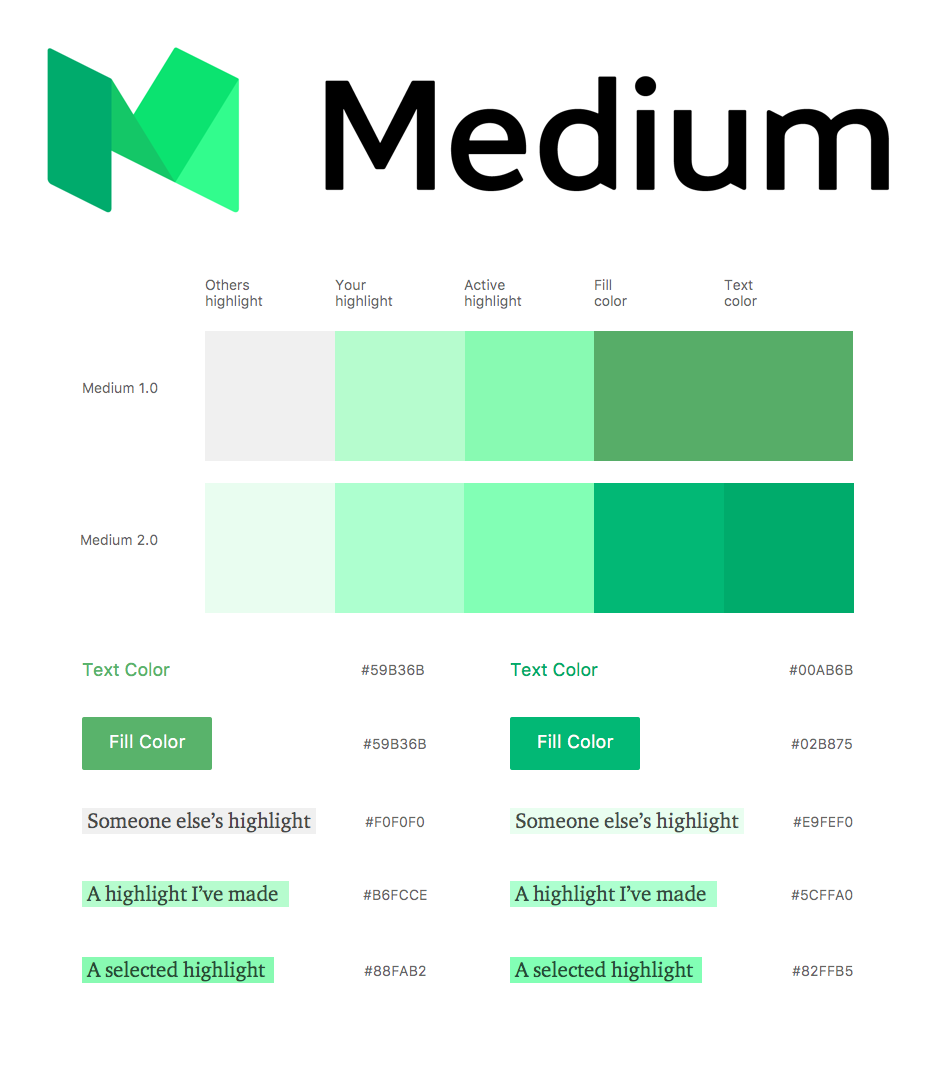 Medium
Others highlight
Your highlight
Active highlight
Fill color
Text color
Medium 1.0
Medium 2.0
Text Color #59B36B Text Color #00AB6B
Fill Color #59B36B Fill Color #02B875
Someone else’s highlight #F0F0F0 Someone else’s highlight #E9FEF0
A highlight I’ve made #B6FCCE A highlight I’ve made #5CFFA0
A selected highlight #88FAB2 A selected highlight #82FFB5